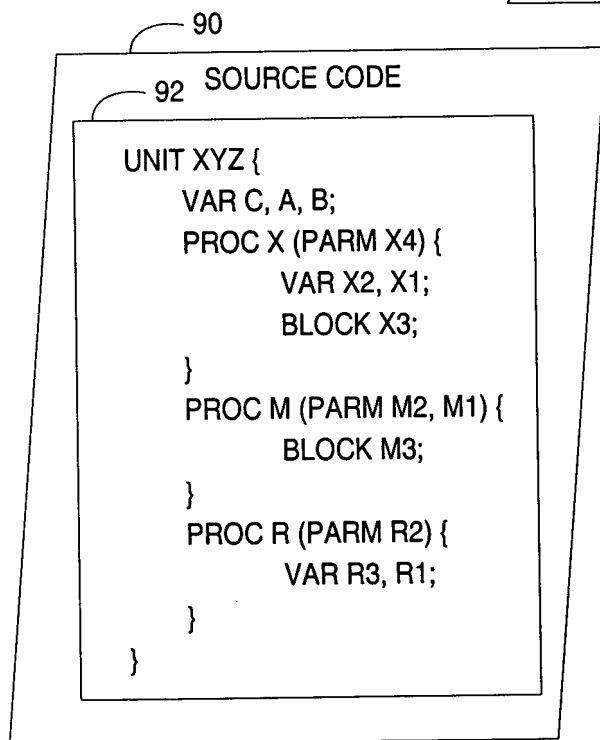 90
SOURCE CODE
92
UNIT XYZ {
VAR C, A, B;
PROC X (PARM X4) {
VAR X2, X1;
BLOCK X3;
}
PROC M (PARM M2, M1) {
BLOCK M3;
}
PROC R (PARM R2) {
VAR R3, R1;
}
}